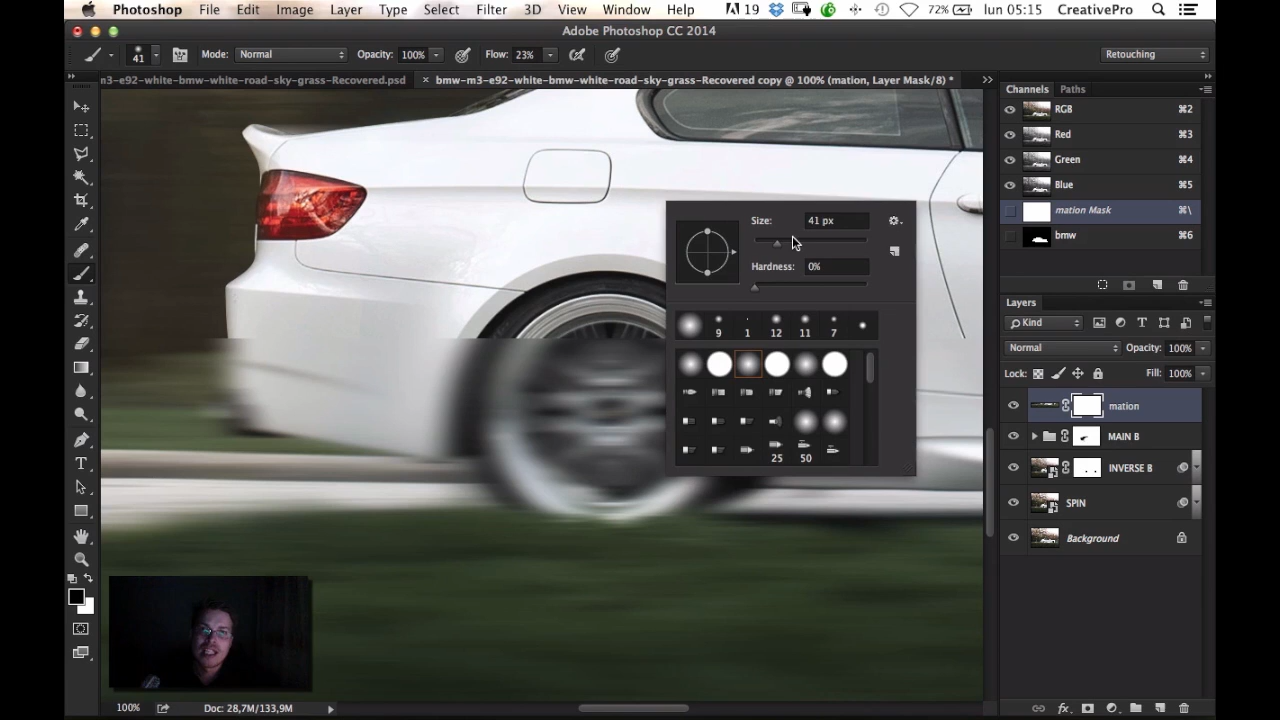 Photoshop File Edit Image Layer Type Select Filter 3D View Window Help 19 72% lun 05:15 CreativePro
Adobe Photoshop CC 2014
41 Mode: Normal Opacity: 100% Flow: 23% Retouching
m3-e92-white-bmw-white-road-sky-grass-Recovered.psd × bmw-m3-e92-white-bmw-white-road-sky-grass-Recovered copy @ 100% (mation, Layer Mask/8) *
Channels Paths
RGB ⌘2
Red ⌘3
Green ⌘4
Blue ⌘5
mation Mask ⌘\
bmw ⌘6
Size: 41 px
Hardness: 0%
9 1 12 11 7
25 50
Layers
Kind
Normal Opacity: 100%
Lock: Fill: 100%
mation
MAIN B
INVERSE B
SPIN
Background
100% Doc: 28,7M/133,9M